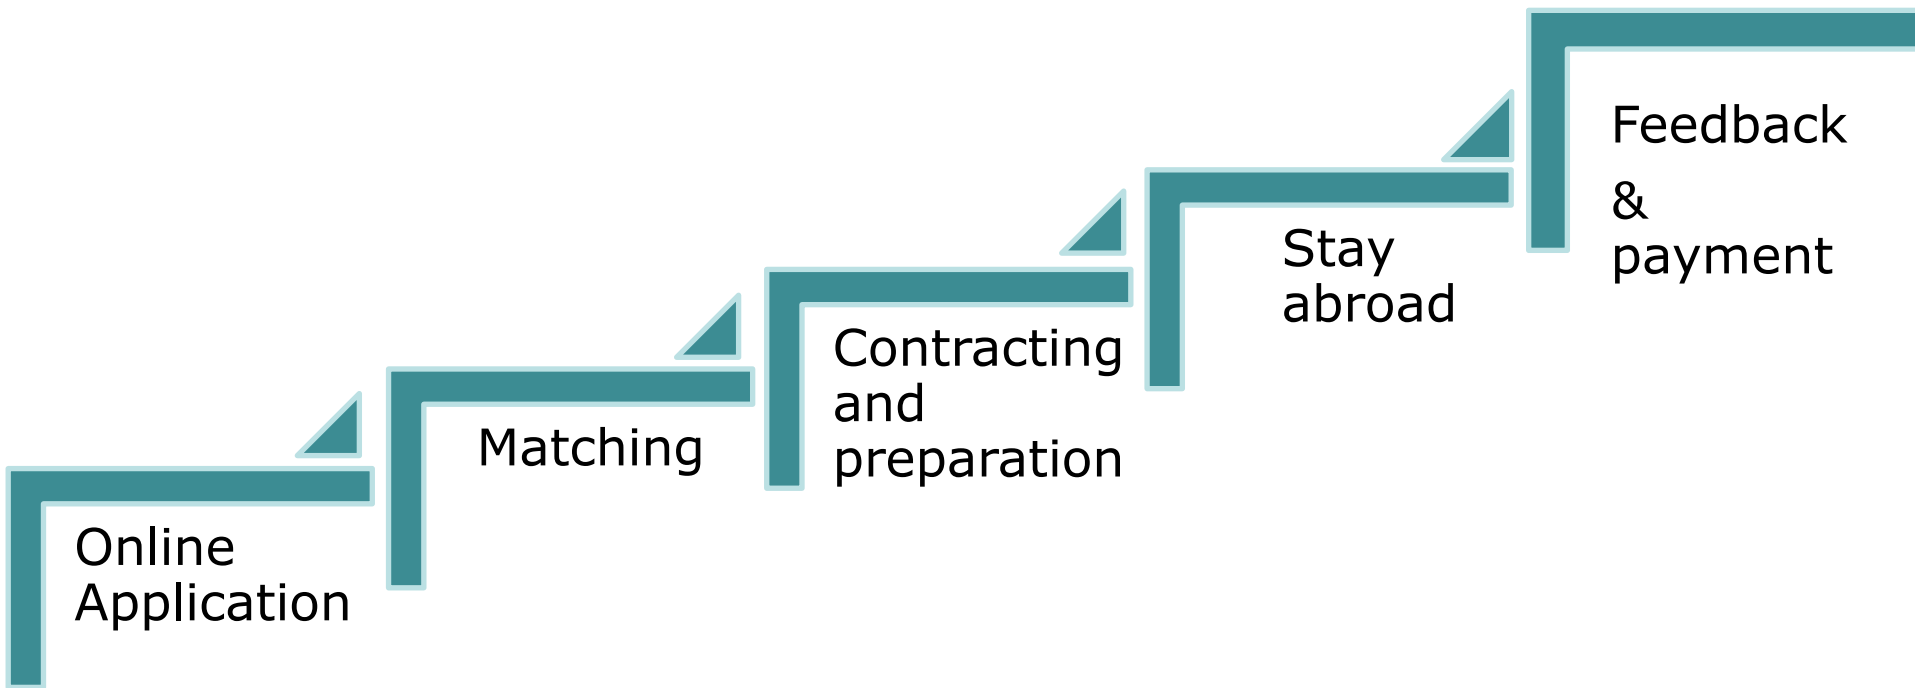 Online
Application
Matching
Contracting
and
preparation
Stay
abroad
Feedback
&
payment